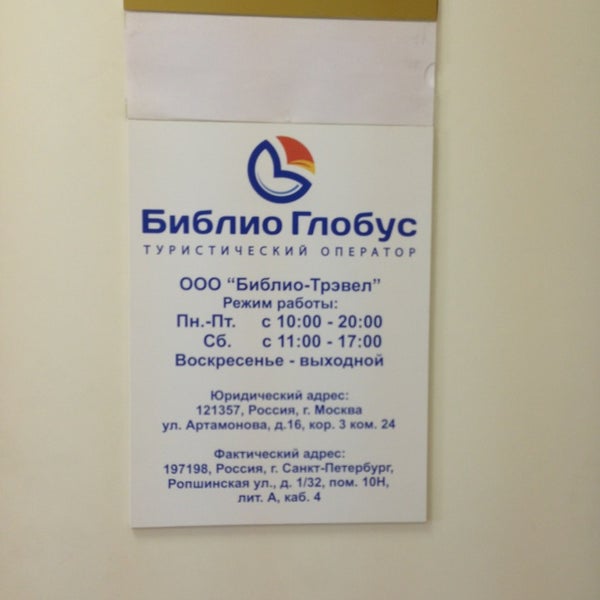 Библио Глобус
ТУРИСТИЧЕСКИЙ ОПЕРАТОР
ООО “Библио-Трэвел”
Режим работы:
Пн.-Пт. с 10:00 - 20:00
Сб. с 11:00 - 17:00
Воскресенье - выходной
Юридический адрес:
121357, Россия, г. Москва
ул. Артамонова, д.16, кор. 3 ком. 24
Фактический адрес:
197198, Россия, г. Санкт-Петербург,
Ропшинская ул., д. 1/32, пом. 10Н,
лит. А, каб. 4